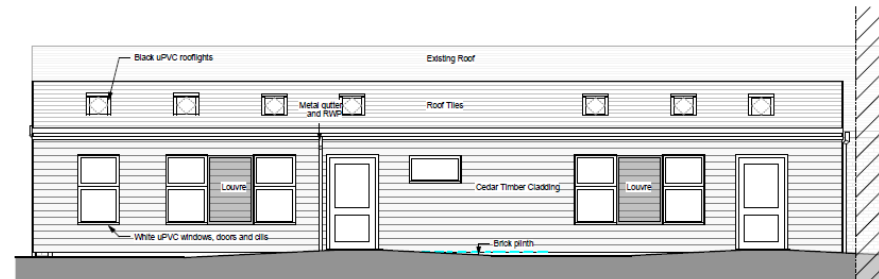 Black uPVC rooflights
Existing Roof
Metal gutter
and RWP
Roof Tiles
Louvre
Cedar Timber Cladding
Louvre
White uPVC windows, doors and cills
Brick plinth